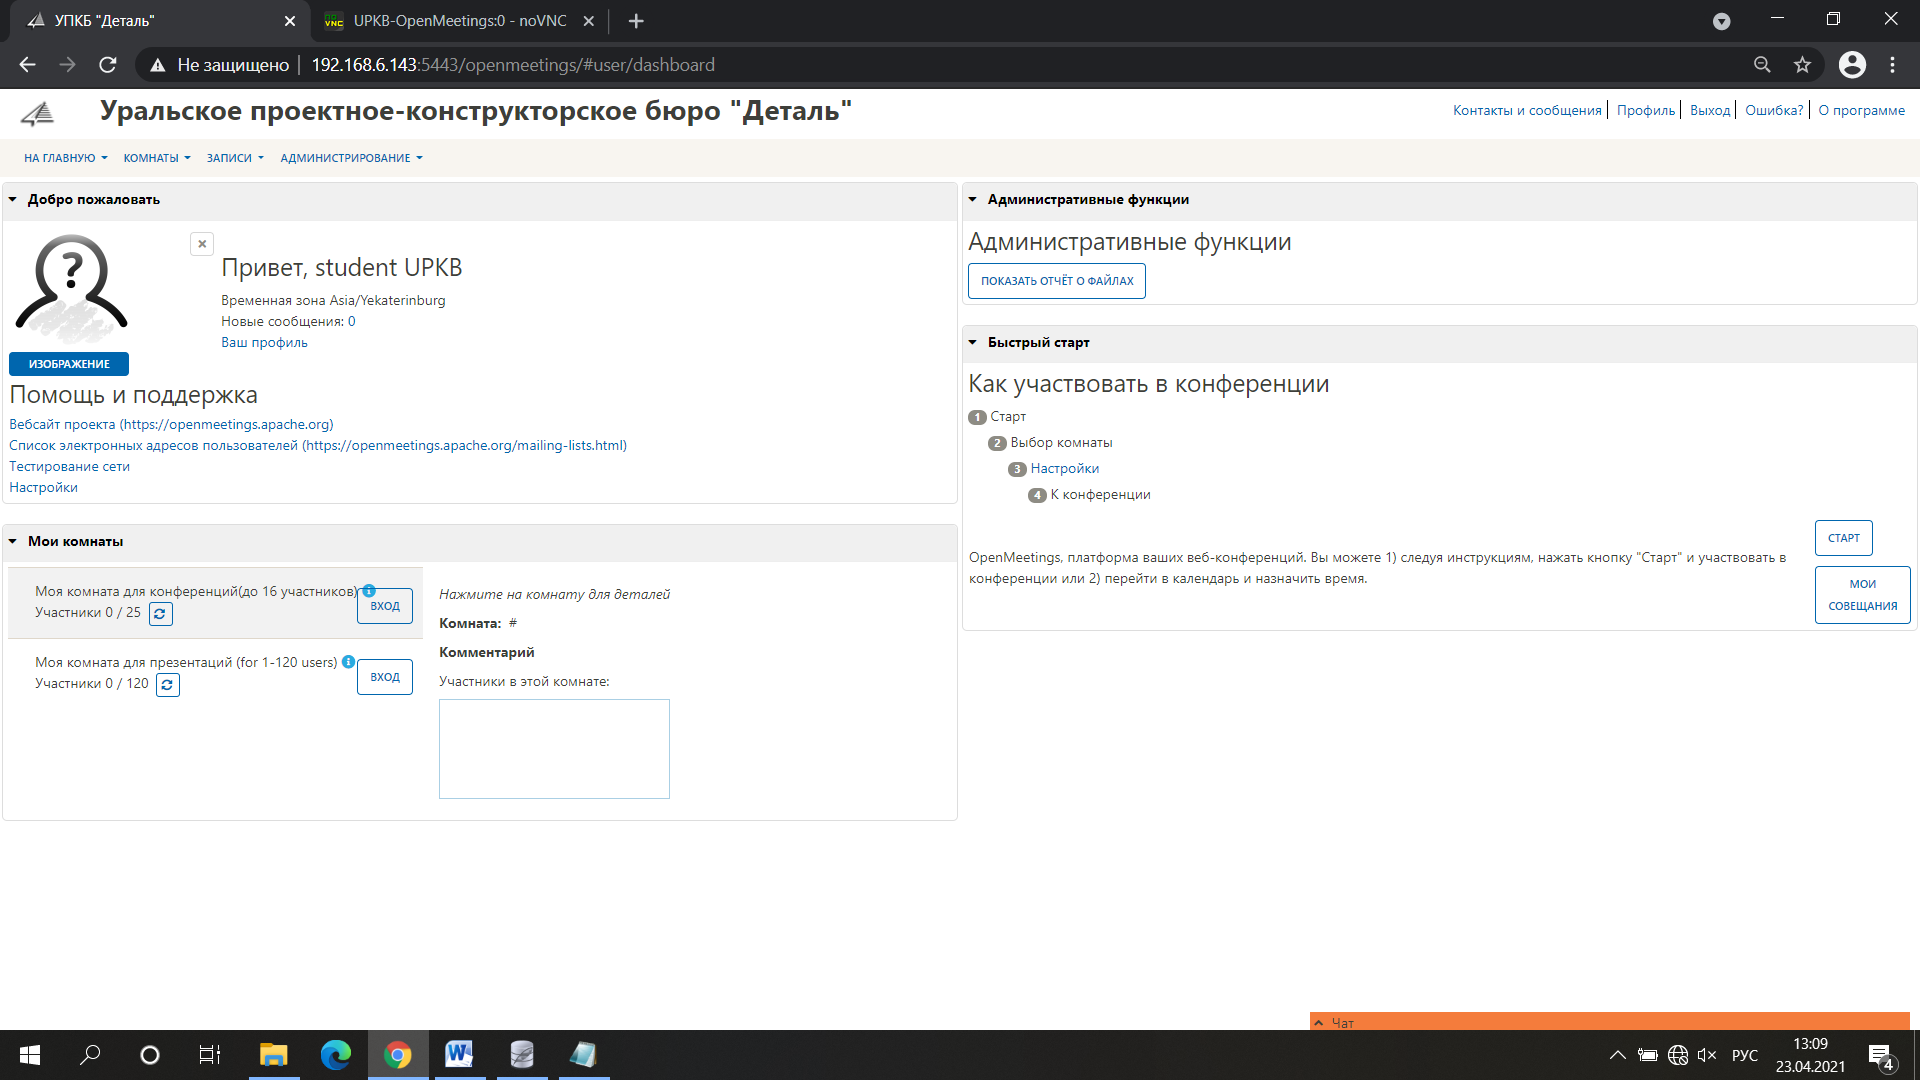 УПКБ "Деталь"
UPKB-OpenMeetings:0 - noVNC
Не защищено
192.168.6.143:5443/openmeetings/#user/dashboard
Уральское проектное-конструкторское бюро "Деталь"
Контакты и сообщения
Профиль
Выход
Ошибка?
О программе
НА ГЛАВНУЮ
КОМНАТЫ
ЗАПИСИ
АДМИНИСТРИРОВАНИЕ
Добро пожаловать
Привет, student UPKB
Временная зона Asia/Yekaterinburg
Новые сообщения: 0
Ваш профиль
ИЗОБРАЖЕНИЕ
Помощь и поддержка
Вебсайт проекта (https://openmeetings.apache.org)
Список электронных адресов пользователей (https://openmeetings.apache.org/mailing-lists.html)
Тестирование сети
Настройки
Мои комнаты
Моя комната для конференций(до 16 участников)
Участники 0 / 25
ВХОД
Моя комната для презентаций (for 1-120 users)
Участники 0 / 120
ВХОД
Нажмите на комнату для деталей
Комната: #
Комментарий
Участники в этой комнате:
Административные функции
Административные функции
ПОКАЗАТЬ ОТЧЁТ О ФАЙЛАХ
Быстрый старт
Как участвовать в конференции
1 Старт
2 Выбор комнаты
3 Настройки
4 К конференции
OpenMeetings, платформа ваших веб-конференций. Вы можете 1) следуя инструкциям, нажать кнопку "Старт" и участвовать в
конференции или 2) перейти в календарь и назначить время.
СТАРТ
МОИ
СОВЕЩАНИЯ
Чат
РУС
13:09
23.04.2021
4